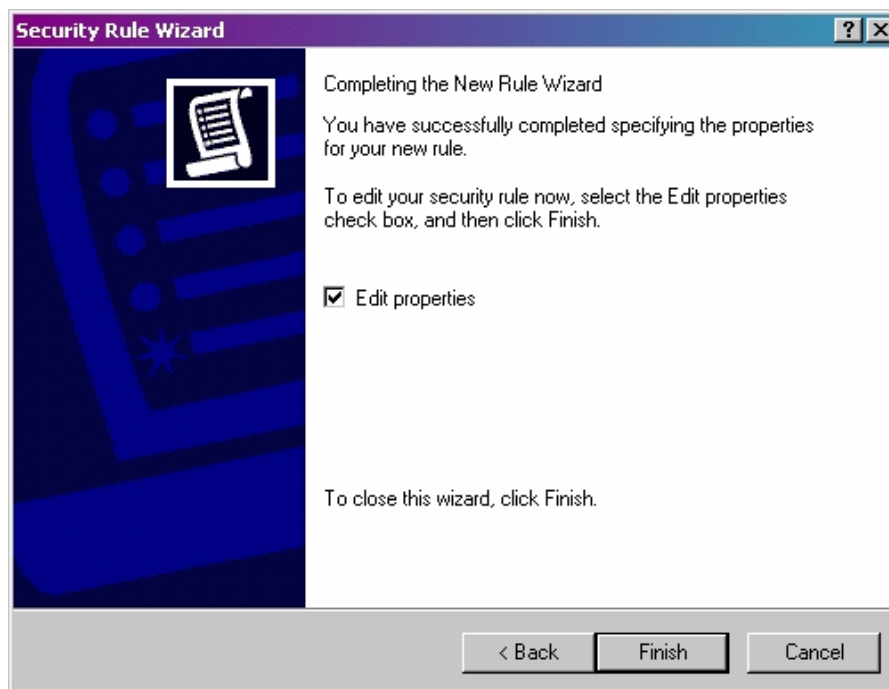 Security Rule Wizard
Completing the New Rule Wizard
You have successfully completed specifying the properties
for your new rule.
To edit your security rule now, select the Edit properties
check box, and then click Finish.
Edit properties
To close this wizard, click Finish.
< Back Finish Cancel